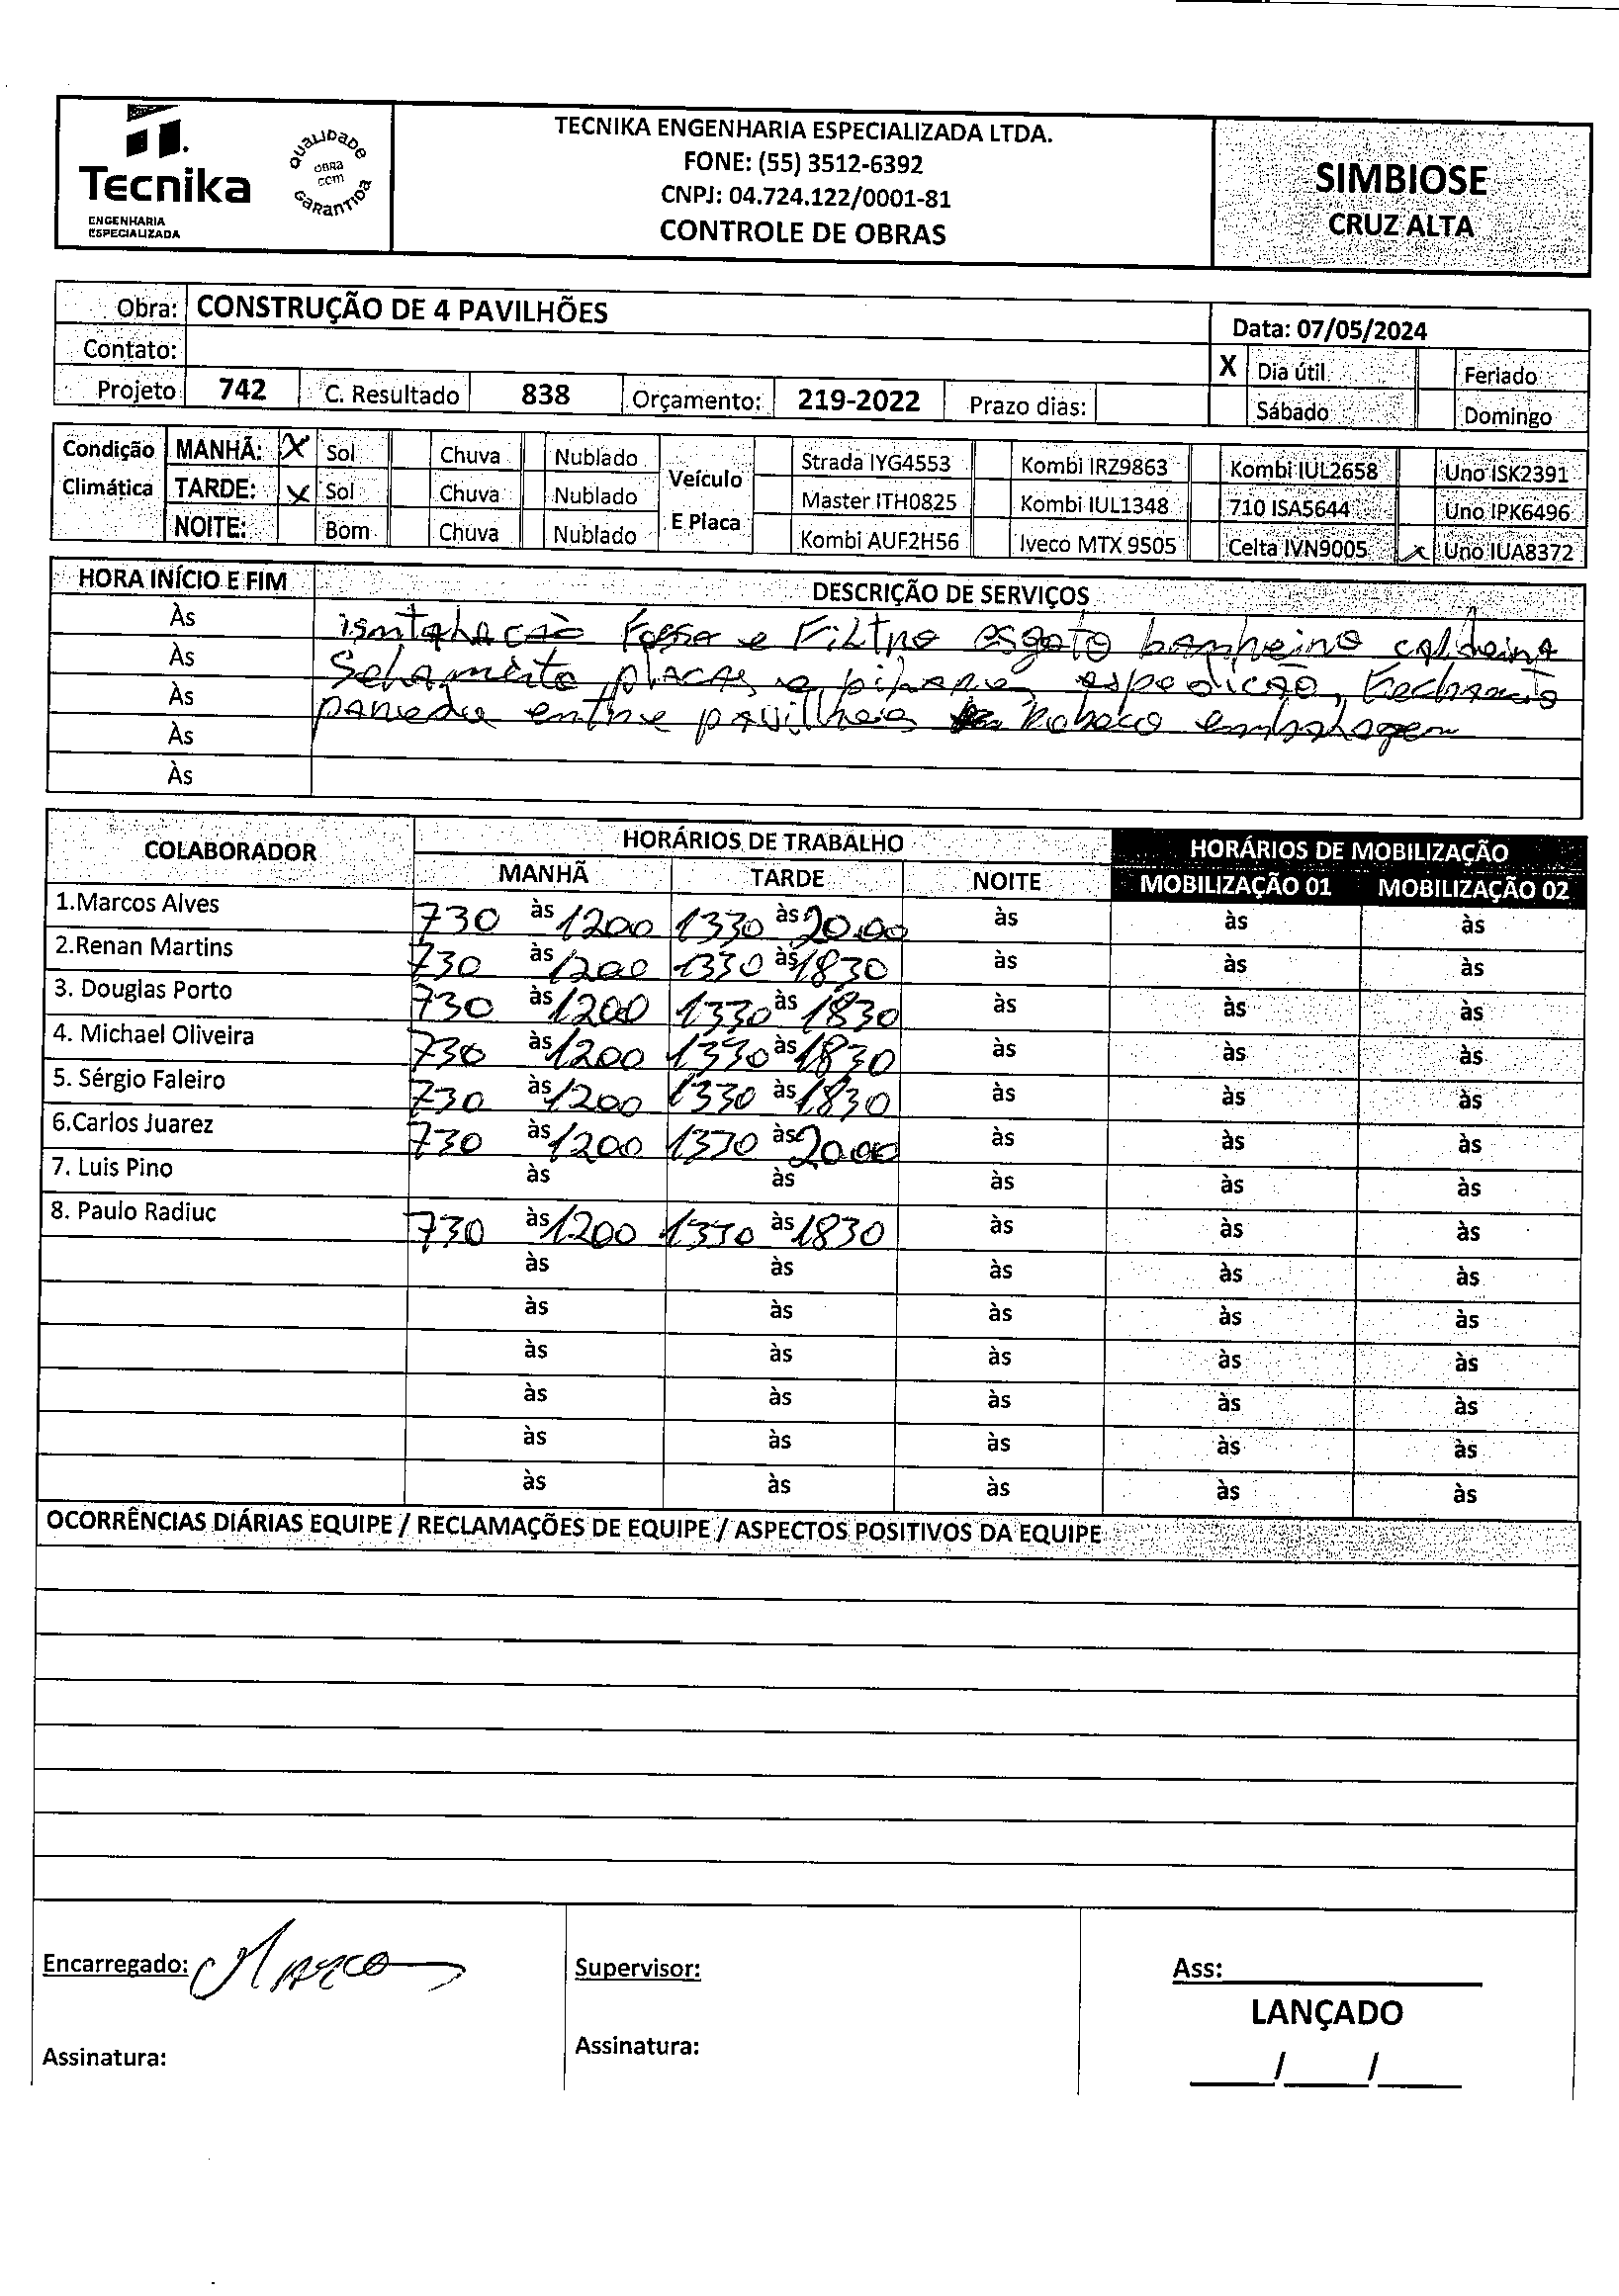 Tecnika
ENGENHARIA
ESPECIALIZADA
QUALIDADE
OBRA
COM
GARANTIDA
TECNIKA ENGENHARIA ESPECIALIZADA LTDA.
FONE: (55) 3512-6392
CNPJ: 04.724.122/0001-81
CONTROLE DE OBRAS
SIMBIOSE
CRUZ ALTA
Obra: CONSTRUÇÃO DE 4 PAVILHÕES
Data: 07/05/2024
Contato:
X Dia útil Feriado
Projeto 742 C. Resultado 838 Orçamento: 219-2022 Prazo dias:
Sábado Domingo
Condição Climática
MANHÃ: X Sol Chuva Nublado
TARDE: X Sol Chuva Nublado
NOITE: Bom Chuva Nublado
Veículo E Placa
Strada IYG4553 Kombi IRZ9863 Kombi IUL2658 Uno ISK2391
Master ITH0825 Kombi IUL1348 710 ISA5644 Uno IPK6496
Kombi AUF2H56 Iveco MTX 9505 Celta IVN9005 X Uno IUA8372
HORA INÍCIO E FIM DESCRIÇÃO DE SERVIÇOS
Às isntalação Fossa e Filtro esgoto banheiro caldeira
Às Selamento placas e pilares espedição, Fechamento
Às parede entre pavilheis Reboco embalagem
Às
Às
COLABORADOR HORÁRIOS DE TRABALHO HORÁRIOS DE MOBILIZAÇÃO
MANHÃ TARDE NOITE MOBILIZAÇÃO 01 MOBILIZAÇÃO 02
1.Marcos Alves 730 às 1200 1330 às 20.00 às às às
2.Renan Martins 730 às 1200 1330 às 1830 às às às
3. Douglas Porto 730 às 1200 1330 às 1830 às às às
4. Michael Oliveira 730 às 1200 1330 às 1830 às às às
5. Sérgio Faleiro 730 às 1200 1330 às 1830 às às às
6.Carlos Juarez 730 às 1200 1330 às 20.00 às às às
7. Luis Pino às às às às às
8. Paulo Radiuc 730 às 1200 1330 às 1830 às às às
às às às às às
às às às às às
às às às às às
às às às às às
às às às às às
às às às às às
OCORRÊNCIAS DIÁRIAS EQUIPE / RECLAMAÇÕES DE EQUIPE / ASPECTOS POSITIVOS DA EQUIPE
Encarregado: Marco
Supervisor:
Ass:
LANÇADO
Assinatura:
Assinatura:
___/___/___